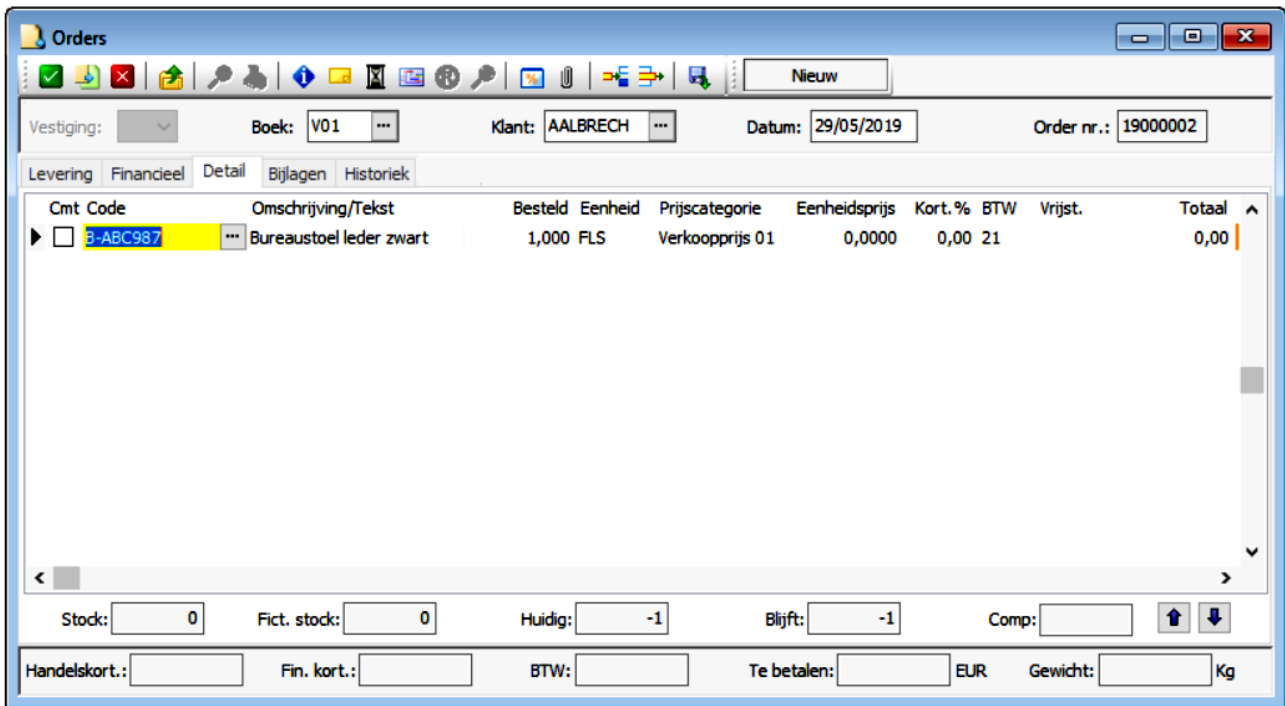 Orders
Nieuw
Vestiging: Boek: V01 ... Klant: AALBRECH ... Datum: 29/05/2019 Order nr.: 19000002
Levering Financieel Detail Bijlagen Historiek
Cmt Code Omschrijving/Tekst Besteld Eenheid Prijscategorie Eenheidsprijs Kort.% BTW Vrijst. Totaal
B-ABC987 ... Bureaustoel leder zwart 1,000 FLS Verkoopprijs 01 0,0000 0,00 21 0,00
Stock: 0 Fict. stock: 0 Huidig: -1 Blijft: -1 Comp:
Handelskort.: Fin. kort.: BTW: Te betalen: EUR Gewicht: Kg